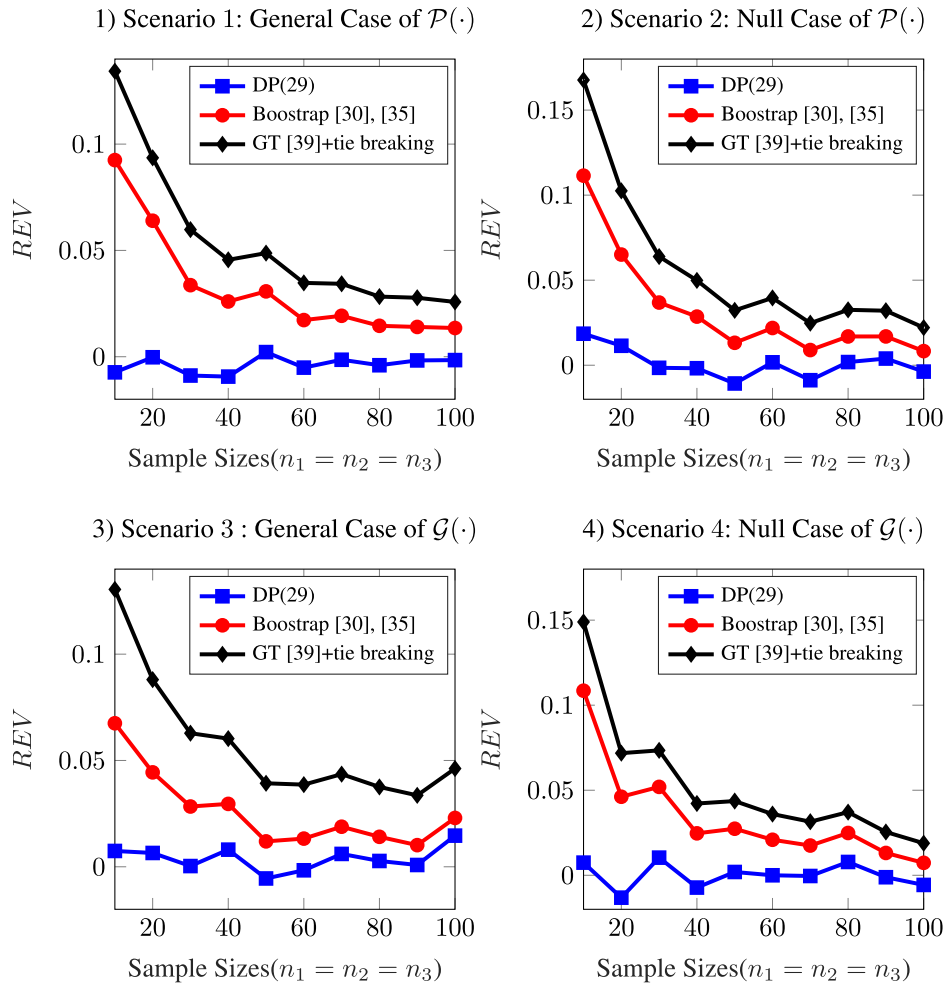 1) Scenario 1: General Case of 𝒫(·)
DP(29)
Boostrap [30], [35]
GT [39]+tie breaking
REV
0.1
0.05
0
20 40 60 80 100
Sample Sizes(n₁ = n₂ = n₃)
2) Scenario 2: Null Case of 𝒫(·)
DP(29)
Boostrap [30], [35]
GT [39]+tie breaking
REV
0.15
0.1
0.05
0
20 40 60 80 100
Sample Sizes(n₁ = n₂ = n₃)
3) Scenario 3 : General Case of 𝒢(·)
DP(29)
Boostrap [30], [35]
GT [39]+tie breaking
REV
0.1
0.05
0
20 40 60 80 100
Sample Sizes(n₁ = n₂ = n₃)
4) Scenario 4: Null Case of 𝒢(·)
DP(29)
Boostrap [30], [35]
GT [39]+tie breaking
REV
0.15
0.1
0.05
0
20 40 60 80 100
Sample Sizes(n₁ = n₂ = n₃)